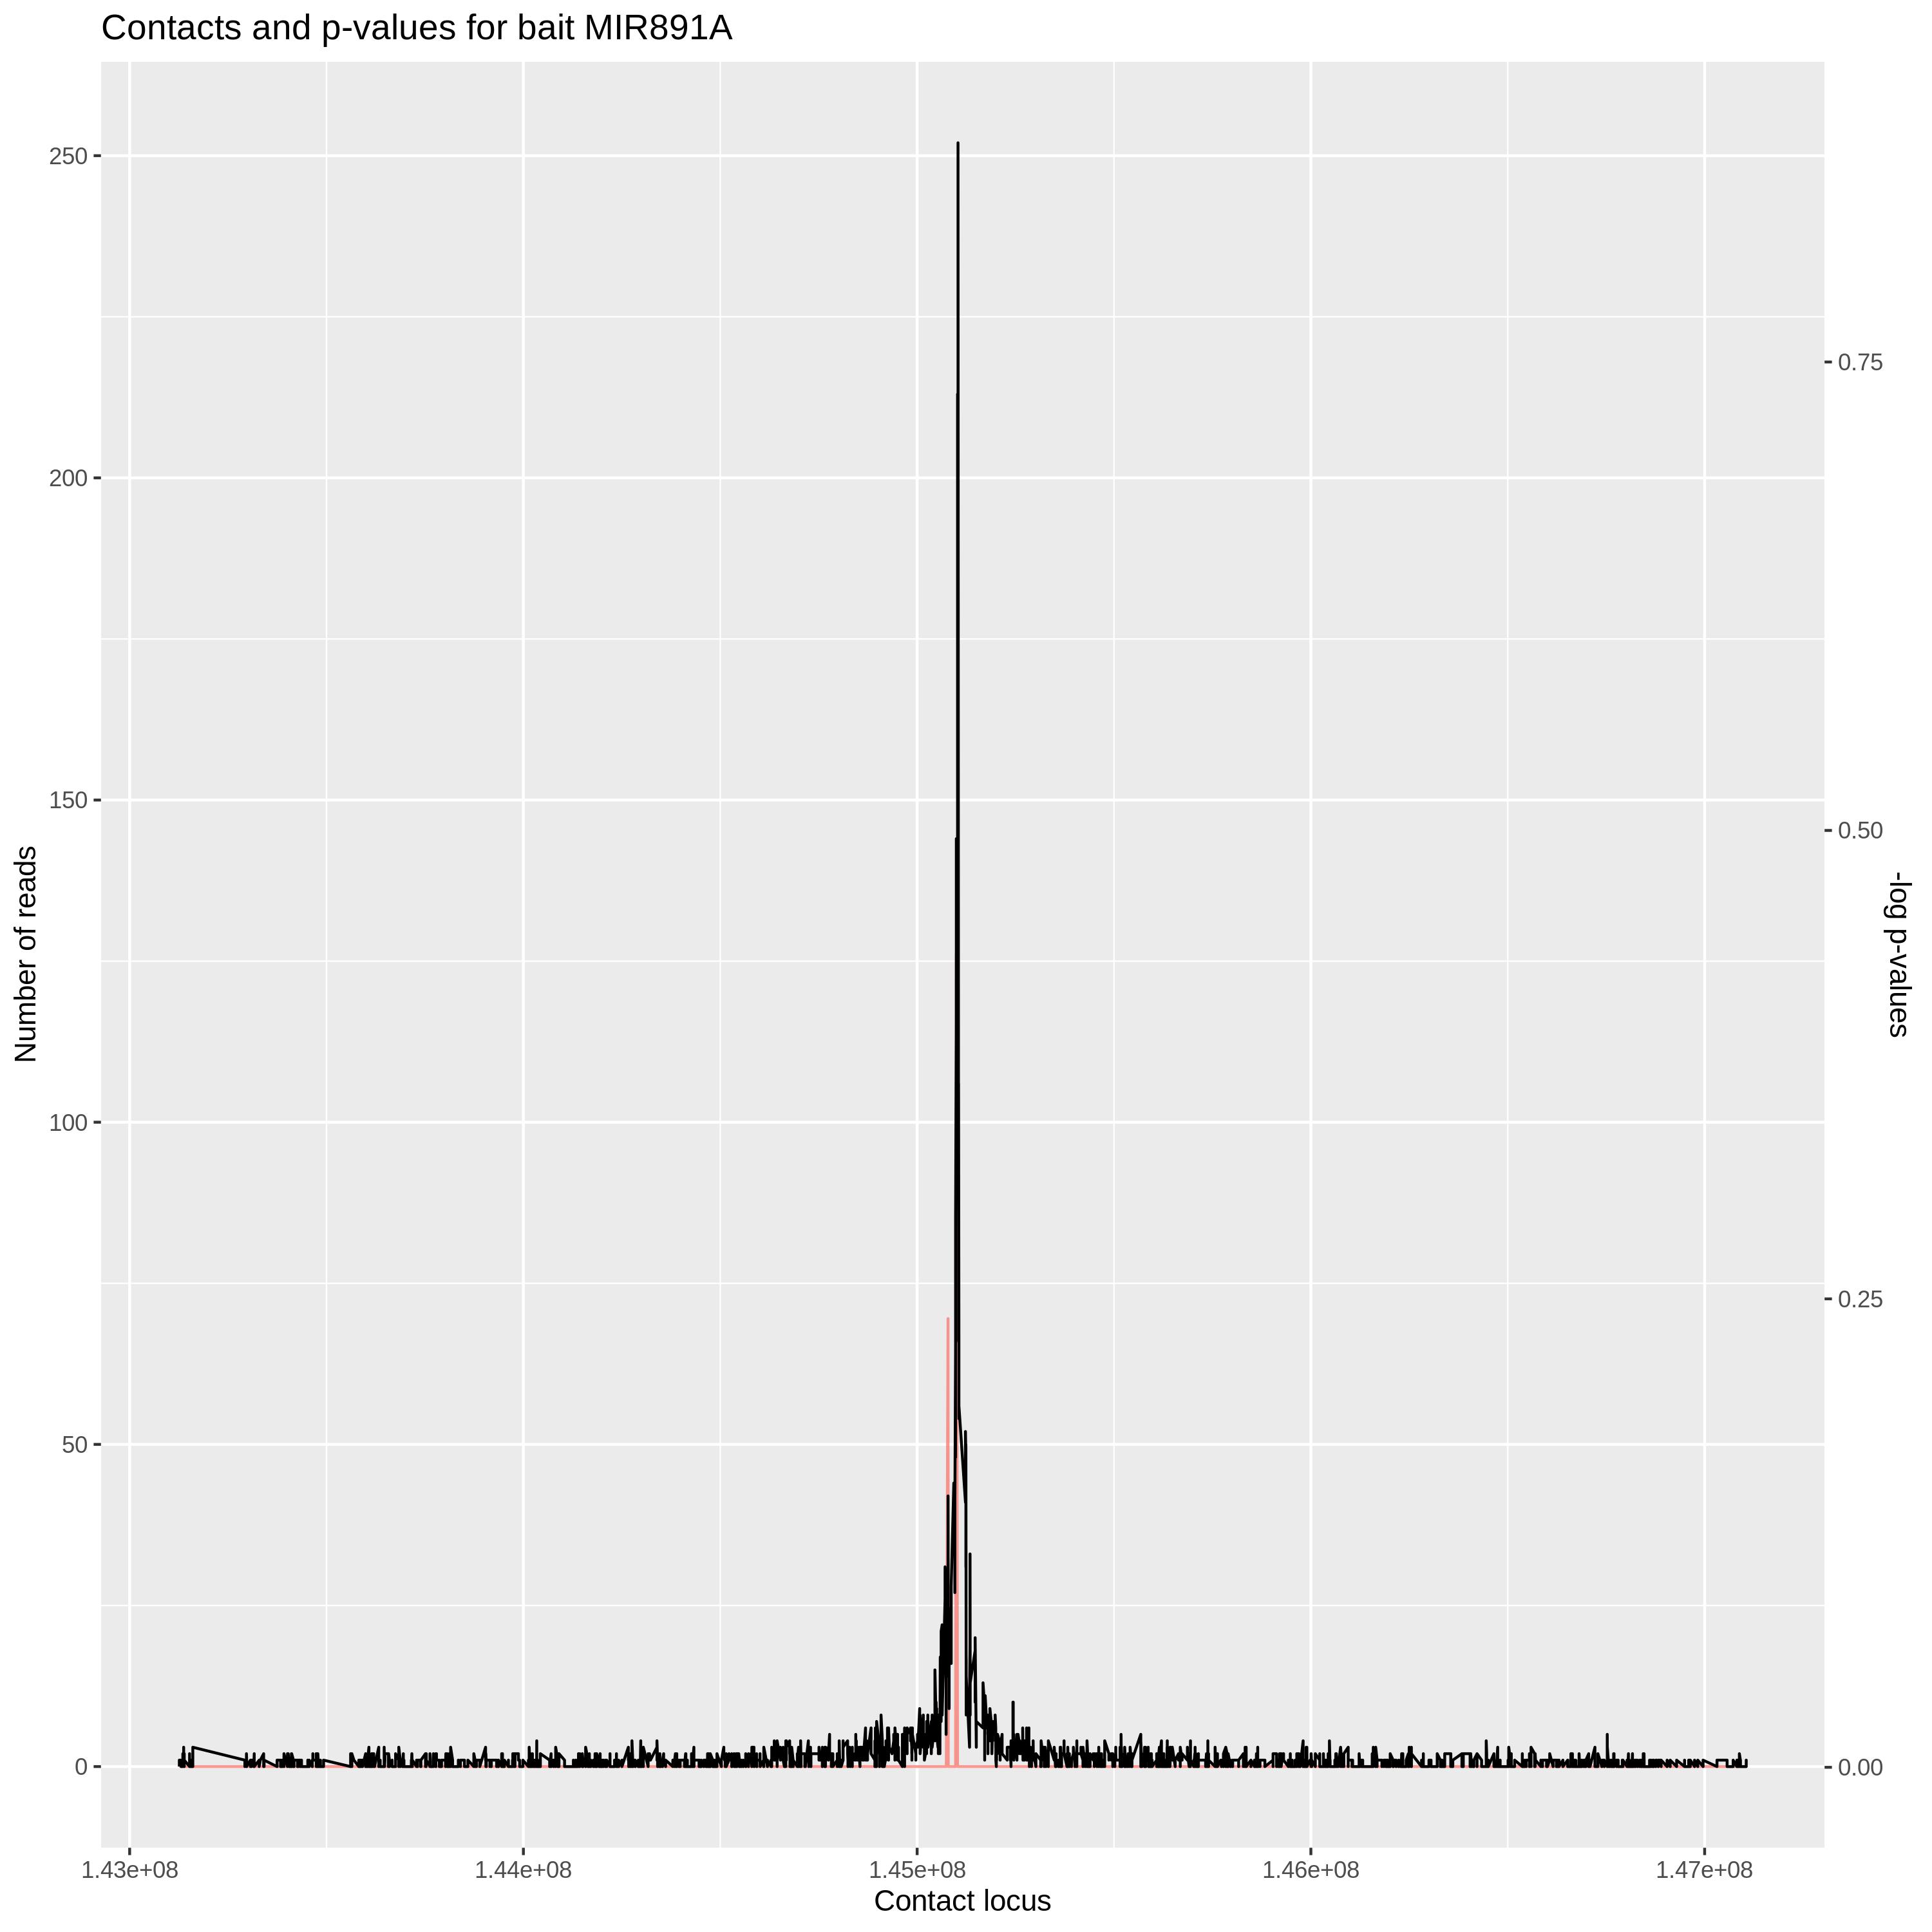 Contacts and p-values for bait MIR891A
250
200
150
100
50
0
Number of reads
0.75
0.50
0.25
0.00
-log p-values
1.43e+08
1.44e+08
1.45e+08
1.46e+08
1.47e+08
Contact locus